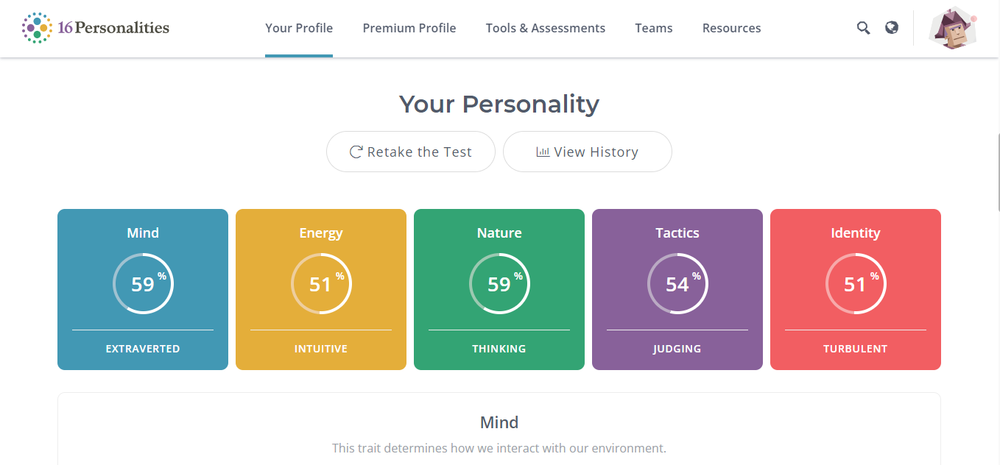 16Personalities
Your Profile Premium Profile Tools & Assessments Teams Resources
Your Personality
Retake the Test View History
Mind Energy Nature Tactics Identity
59% 51% 59% 54% 51%
EXTRAVERTED INTUITIVE THINKING JUDGING TURBULENT
Mind
This trait determines how we interact with our environment.